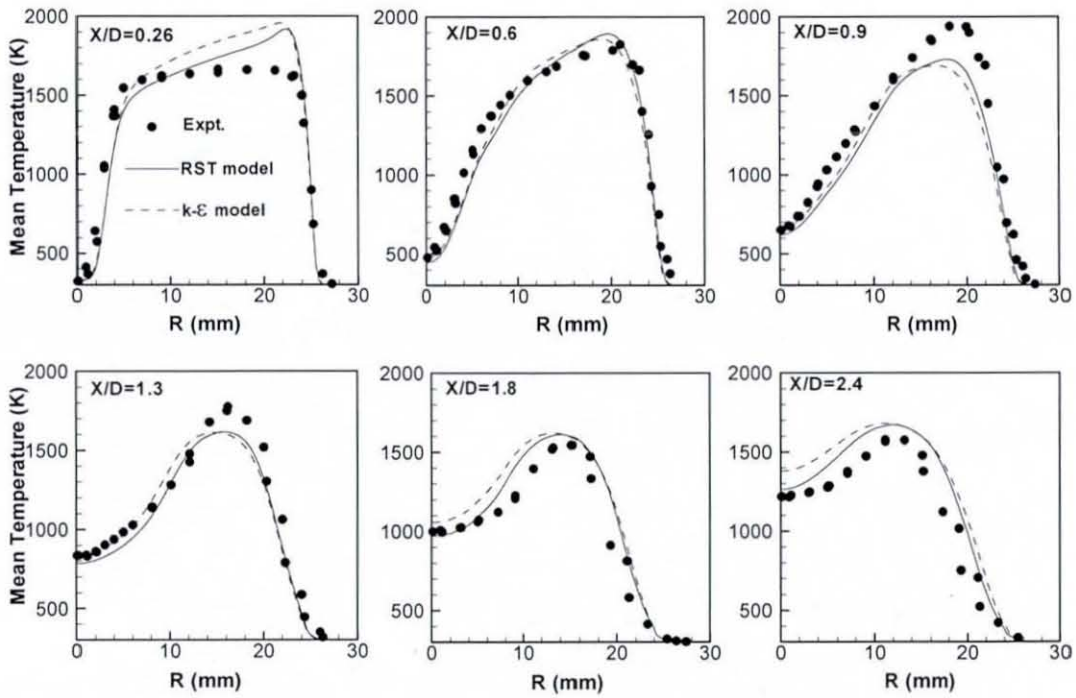 2000
X/D=0.26
1500
1000
500
Expt.
RST model
k-ε model
Mean Temperature (K)
0 10 20 30
R (mm)
2000
X/D=0.6
1500
1000
500
0 10 20 30
R (mm)
2000
X/D=0.9
1500
1000
500
0 10 20 30
R (mm)
2000
X/D=1.3
1500
1000
500
Mean Temperature (K)
0 10 20 30
R (mm)
2000
X/D=1.8
1500
1000
500
0 10 20 30
R (mm)
2000
X/D=2.4
1500
1000
500
0 10 20 30
R (mm)